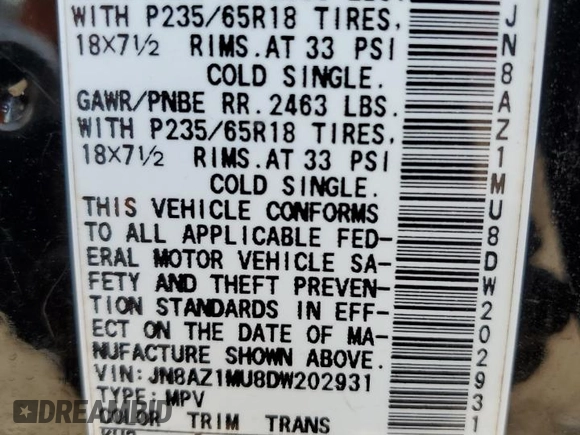 WITH P235/65R18 TIRES,
18X7½ RIMS.AT 33 PSI
COLD SINGLE.
GAWR/PNBE RR. 2463 LBS.
WITH P235/65R18 TIRES,
18X7½ RIMS.AT 33 PSI
COLD SINGLE.
THIS VEHICLE CONFORMS
TO ALL APPLICABLE FED-
ERAL MOTOR VEHICLE SA-
FETY AND THEFT PREVEN-
TION STANDARDS IN EFF-
ECT ON THE DATE OF MA-
NUFACTURE SHOWN ABOVE.
VIN: JN8AZ1MU8DW202931
TYPE: MPV
COLOR TRIM TRANS
JN8AZ1MU8DW202931
DREAMBID